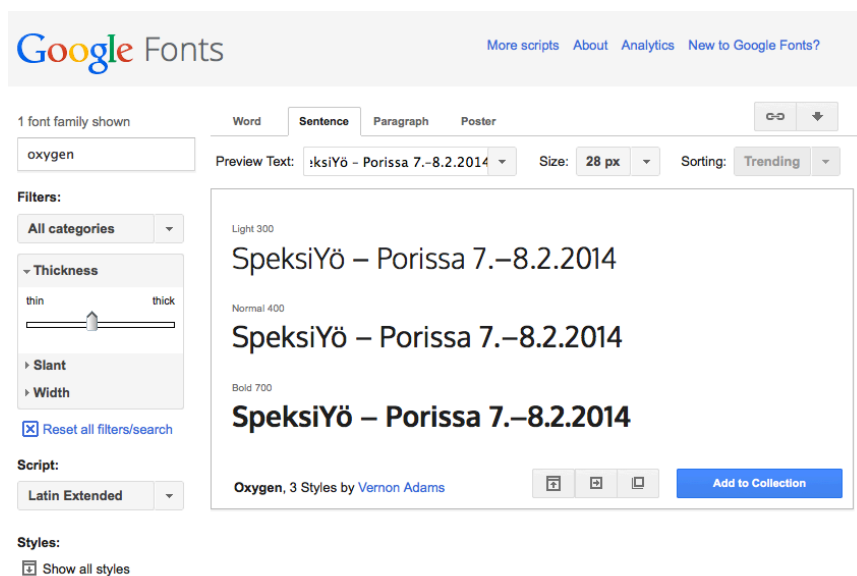 Google Fonts
More scripts About Analytics New to Google Fonts?
1 font family shown
oxygen
Filters:
All categories
Thickness
thin thick
Slant
Width
Reset all filters/search
Script:
Latin Extended
Styles:
Show all styles
Word Sentence Paragraph Poster
Preview Text: eksiYö – Porissa 7.–8.2.2014 Size: 28 px Sorting: Trending
Light 300
SpeksiYö – Porissa 7.–8.2.2014
Normal 400
SpeksiYö – Porissa 7.–8.2.2014
Bold 700
SpeksiYö – Porissa 7.–8.2.2014
Oxygen, 3 Styles by Vernon Adams
Add to Collection